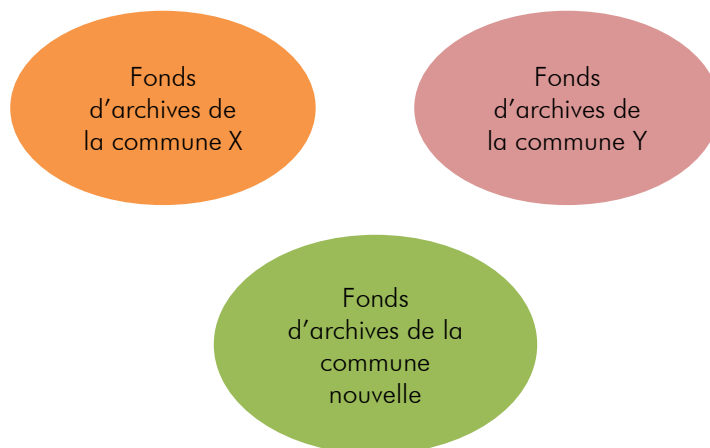 Fonds
d’archives de
la commune X
Fonds
d’archives de
la commune Y
Fonds
d’archives de la
commune
nouvelle